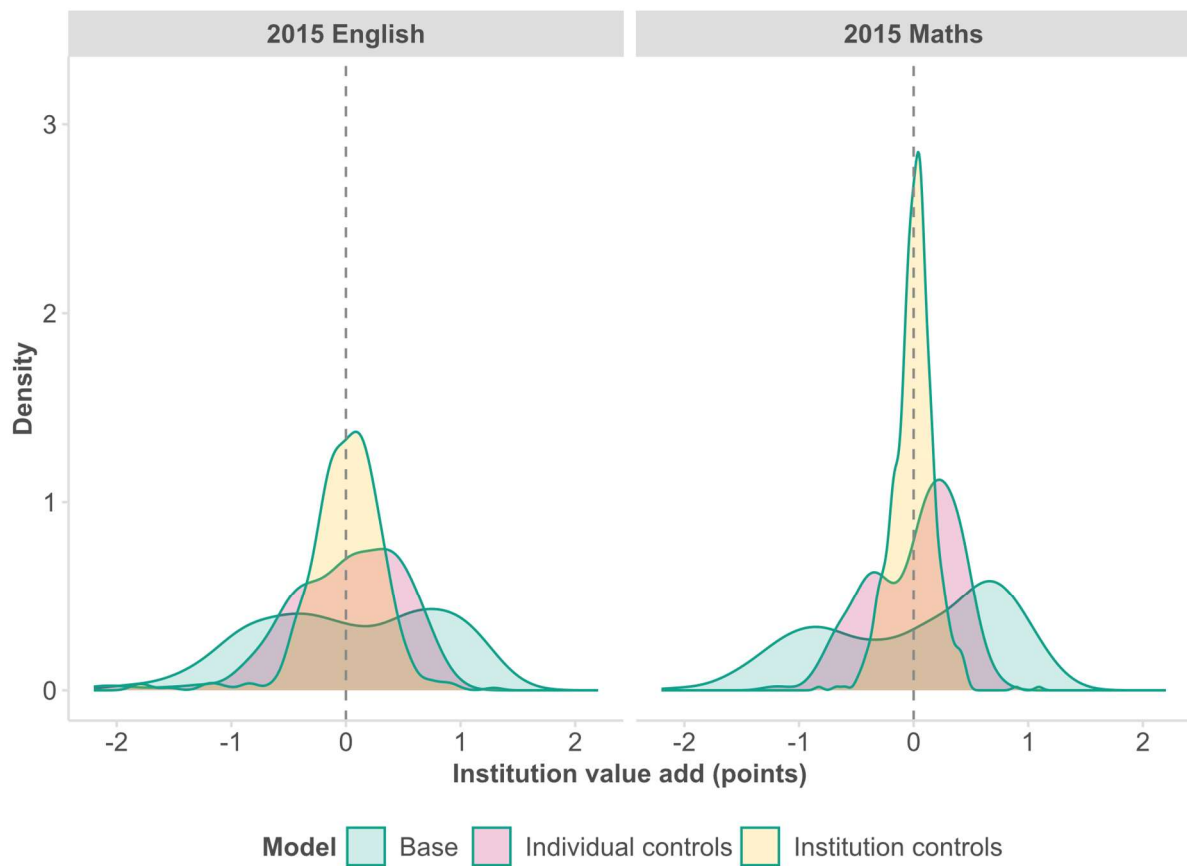 2015 English
2015 Maths
3
2
1
0
Density
-2 -1 0 1 2
-2 -1 0 1 2
Institution value add (points)
Model Base Individual controls Institution controls